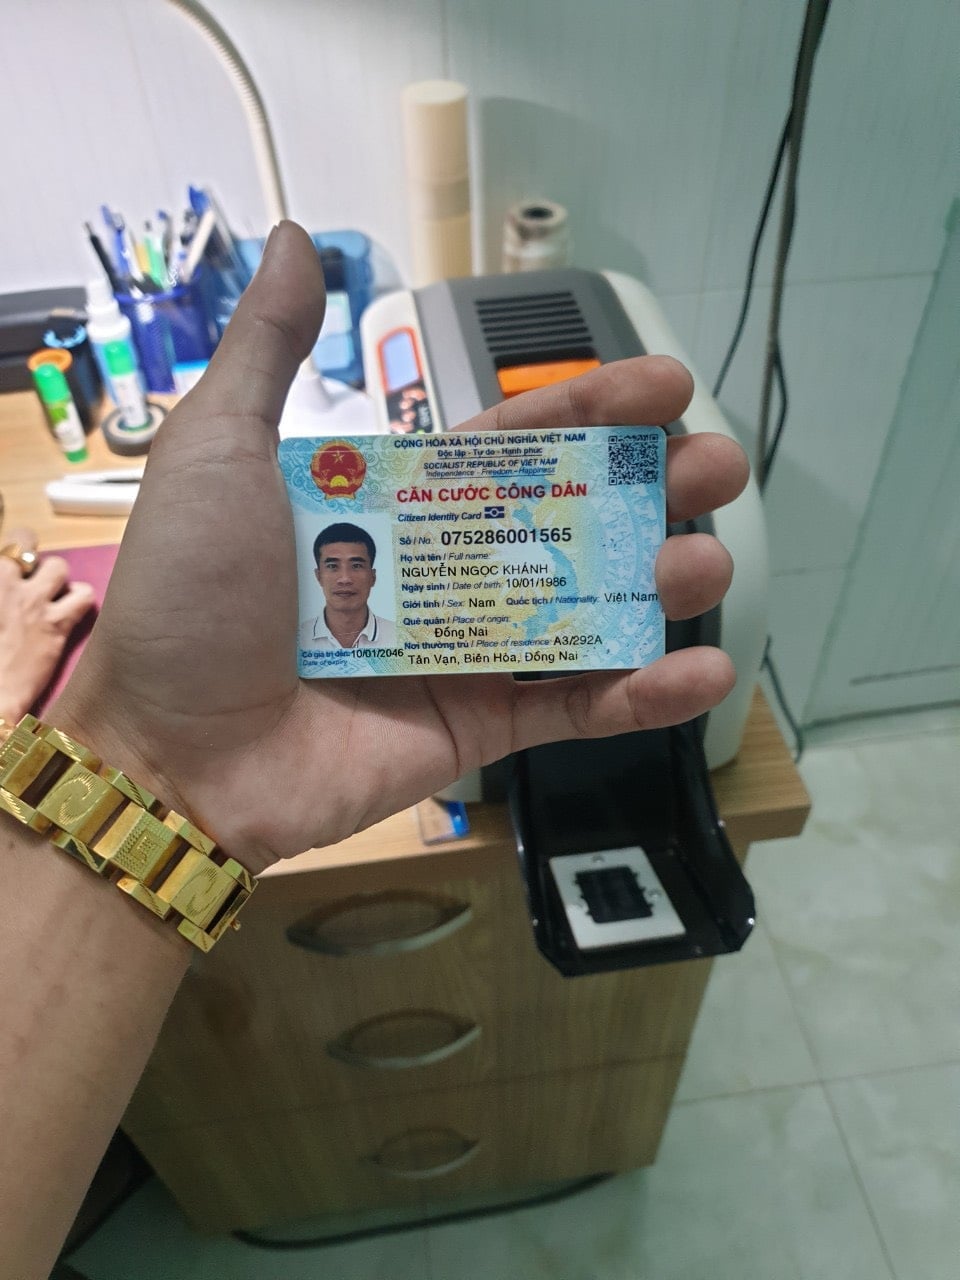 CỘNG HÒA XÃ HỘI CHỦ NGHĨA VIỆT NAM
Độc lập - Tự do - Hạnh phúc
SOCIALIST REPUBLIC OF VIET NAM
Independence - Freedom - Happiness
CĂN CƯỚC CÔNG DÂN
Citizen Identity Card
Số / No.: 075286001565
Họ và tên / Full name:
NGUYỄN NGỌC KHÁNH
Ngày sinh / Date of birth: 10/01/1986
Giới tính / Sex: Nam Quốc tịch / Nationality: Việt Nam
Quê quán / Place of origin:
Đồng Nai
Nơi thường trú / Place of residence: A3/292A
Tân Vạn, Biên Hòa, Đồng Nai
Có giá trị đến: 10/01/2046
Date of expiry